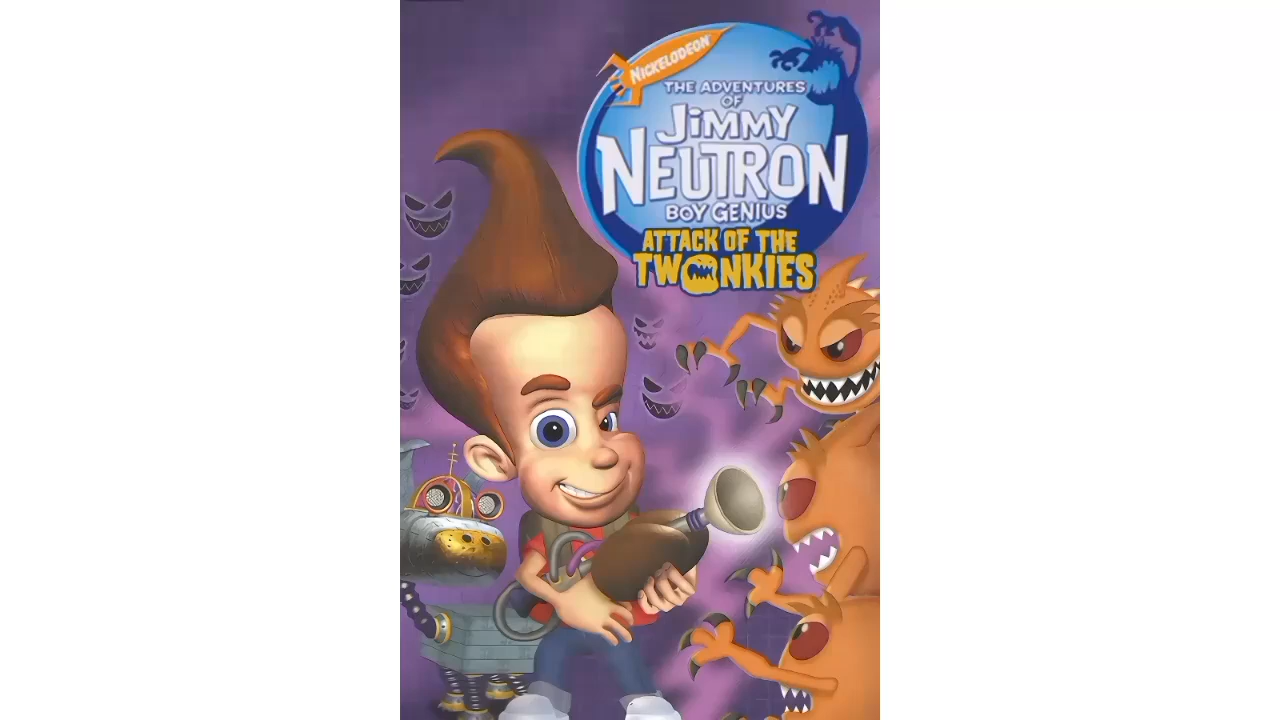 NICKELODEON
THE ADVENTURES
OF
JIMMY
NEUTRON
BOY GENIUS
ATTACK OF THE
TWONKIES